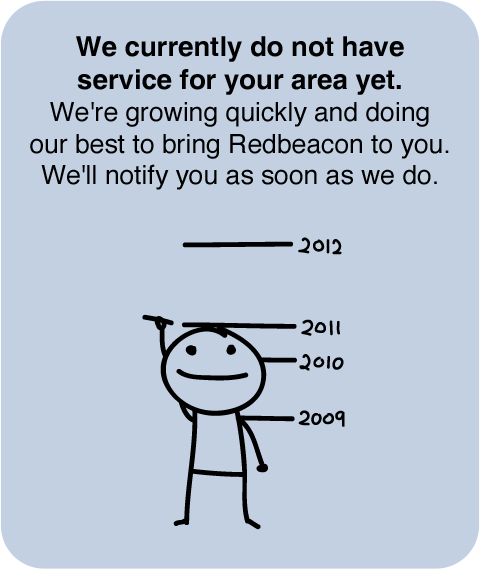 We currently do not have
service for your area yet.
We're growing quickly and doing
our best to bring Redbeacon to you.
We'll notify you as soon as we do.
2012
2011
2010
2009